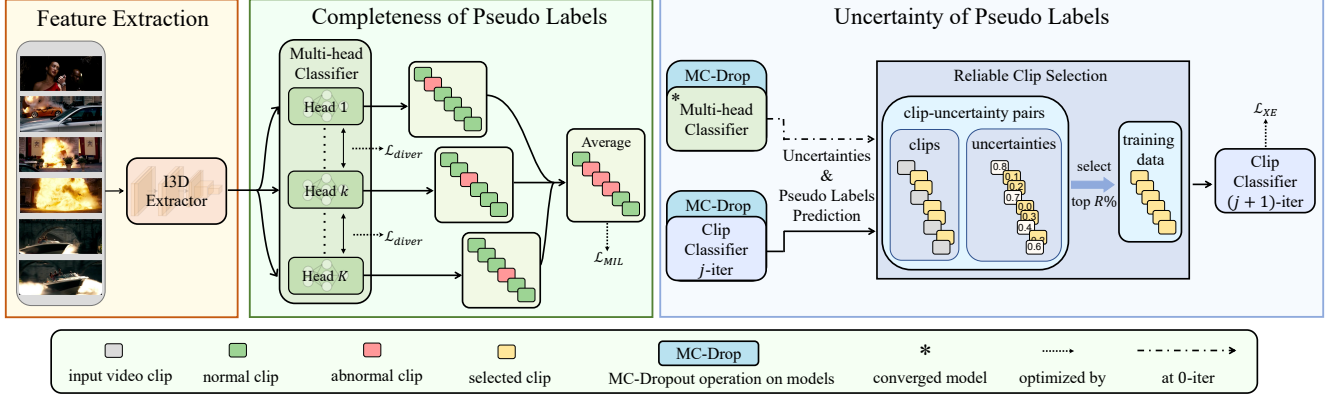 Feature Extraction
I3D
Extractor
Completeness of Pseudo Labels
Multi-head
Classifier
Head 1
Head k
Head K
ℒ_diver
ℒ_diver
Average
ℒ_MIL
Uncertainty of Pseudo Labels
MC-Drop
*
Multi-head
Classifier
MC-Drop
Clip
Classifier
j-iter
Uncertainties
&
Pseudo Labels
Prediction
Reliable Clip Selection
clip-uncertainty pairs
clips
uncertainties
0.8
0.1
0.2
0.7
0.0
0.3
0.4
0.6
select
top R%
training
data
ℒ_XE
Clip
Classifier
(j + 1)-iter
input video clip
normal clip
abnormal clip
selected clip
MC-Drop
MC-Dropout operation on models
*
converged model
optimized by
at 0-iter